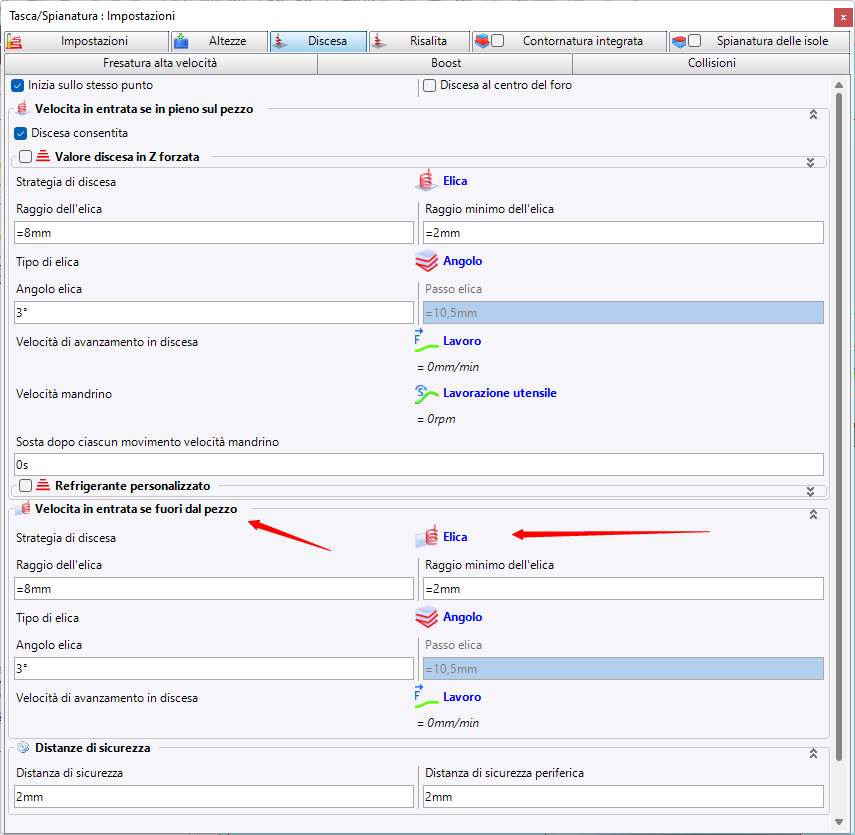 Tasca/Spianatura : Impostazioni
x
Impostazioni Altezze Discesa Risalita Contornatura integrata Spianatura delle isole
Fresatura alta velocità Boost Collisioni
Inizia sullo stesso punto Discesa al centro del foro
Velocita in entrata se in pieno sul pezzo
Discesa consentita
Valore discesa in Z forzata
Strategia di discesa Elica
Raggio dell'elica Raggio minimo dell'elica
=8mm =2mm
Tipo di elica Angolo
Angolo elica Passo elica
3° =10,5mm
Velocità di avanzamento in discesa F Lavoro
= 0mm/min
Velocità mandrino S Lavorazione utensile
= 0rpm
Sosta dopo ciascun movimento velocità mandrino
0s
Refrigerante personalizzato
Velocita in entrata se fuori dal pezzo
Strategia di discesa Elica
Raggio dell'elica Raggio minimo dell'elica
=8mm =2mm
Tipo di elica Angolo
Angolo elica Passo elica
3° =10,5mm
Velocità di avanzamento in discesa F Lavoro
= 0mm/min
Distanze di sicurezza
Distanza di sicurezza Distanza di sicurezza periferica
2mm 2mm